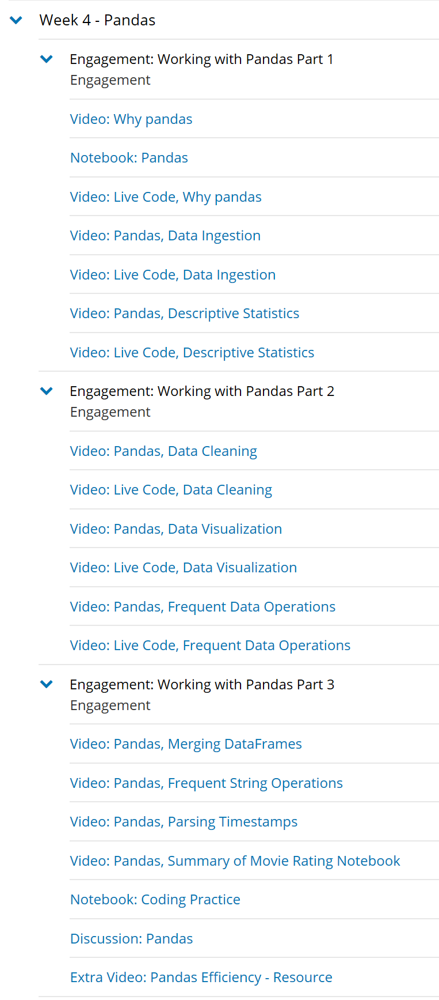 Week 4 - Pandas
Engagement: Working with Pandas Part 1
Engagement
Video: Why pandas
Notebook: Pandas
Video: Live Code, Why pandas
Video: Pandas, Data Ingestion
Video: Live Code, Data Ingestion
Video: Pandas, Descriptive Statistics
Video: Live Code, Descriptive Statistics
Engagement: Working with Pandas Part 2
Engagement
Video: Pandas, Data Cleaning
Video: Live Code, Data Cleaning
Video: Pandas, Data Visualization
Video: Live Code, Data Visualization
Video: Pandas, Frequent Data Operations
Video: Live Code, Frequent Data Operations
Engagement: Working with Pandas Part 3
Engagement
Video: Pandas, Merging DataFrames
Video: Pandas, Frequent String Operations
Video: Pandas, Parsing Timestamps
Video: Pandas, Summary of Movie Rating Notebook
Notebook: Coding Practice
Discussion: Pandas
Extra Video: Pandas Efficiency - Resource